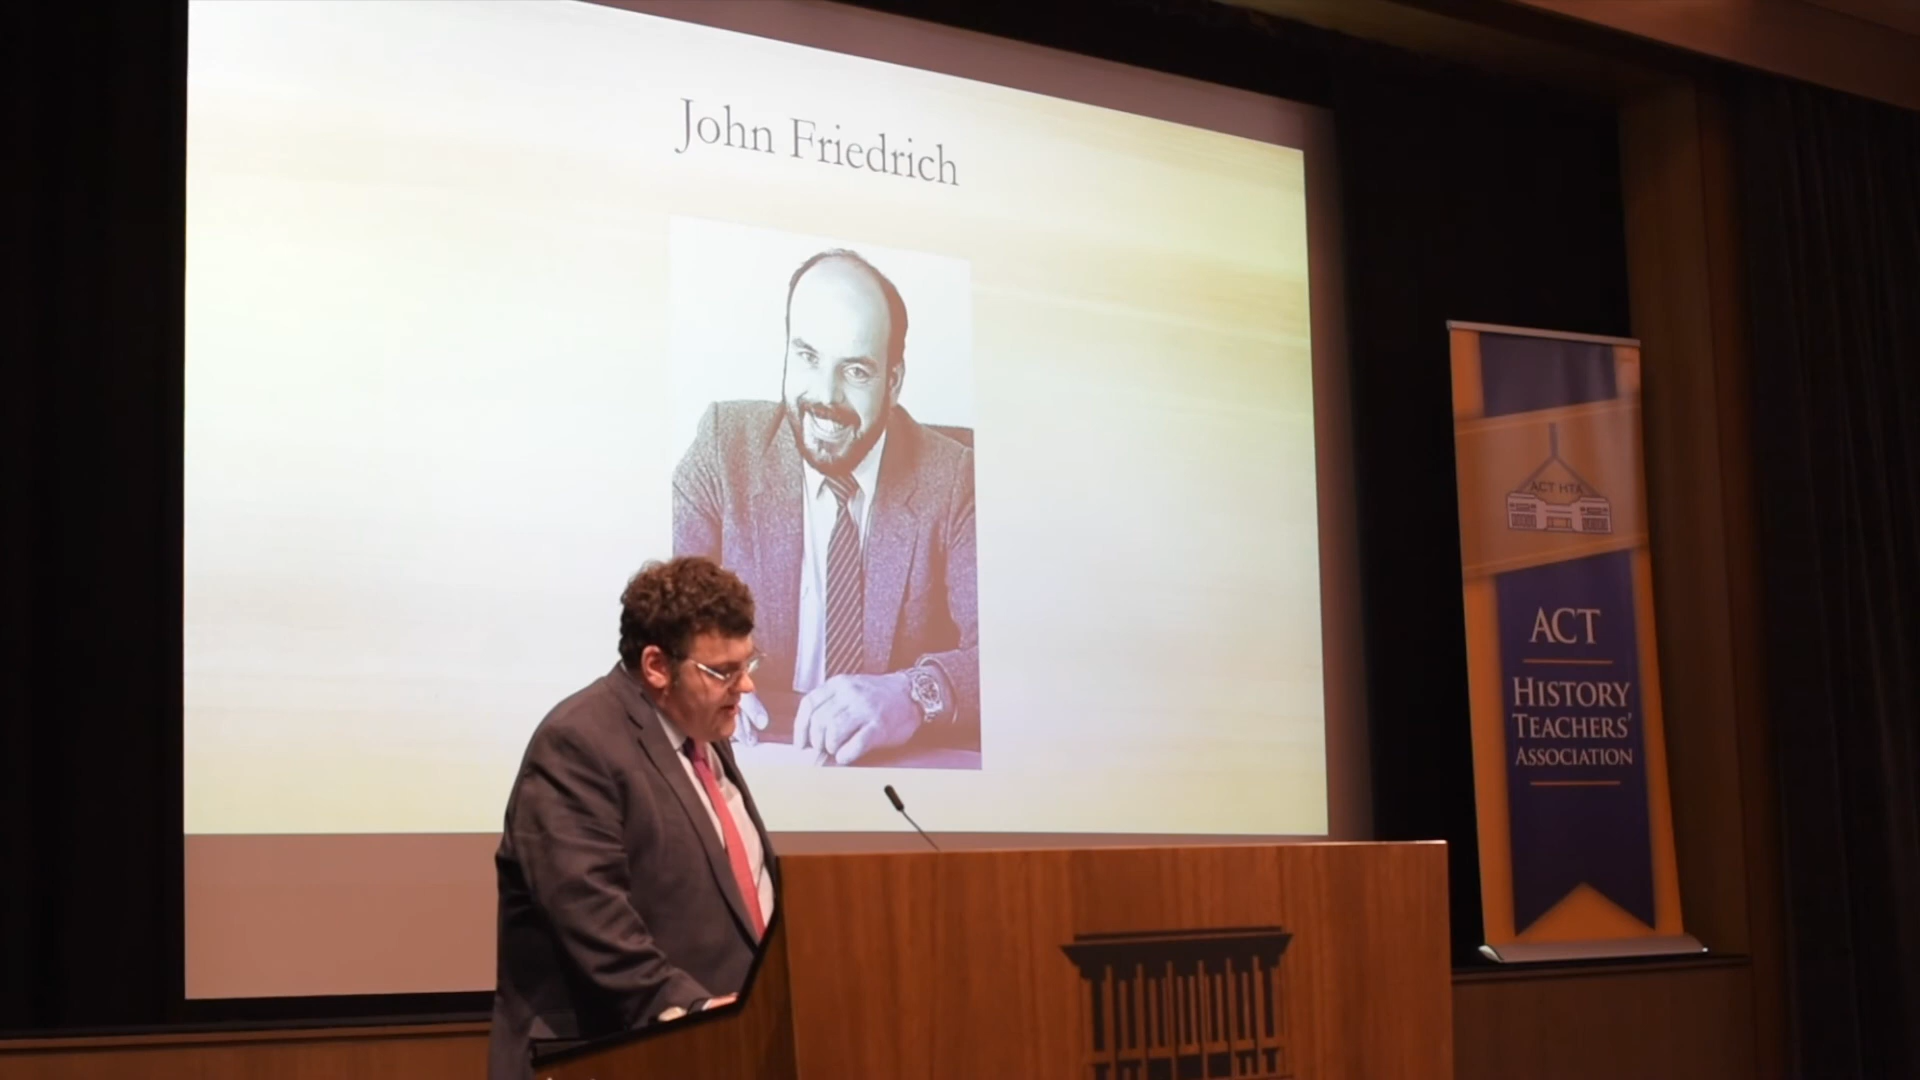 John Friedrich
ACT HTA
ACT
HISTORY
TEACHERS'
ASSOCIATION